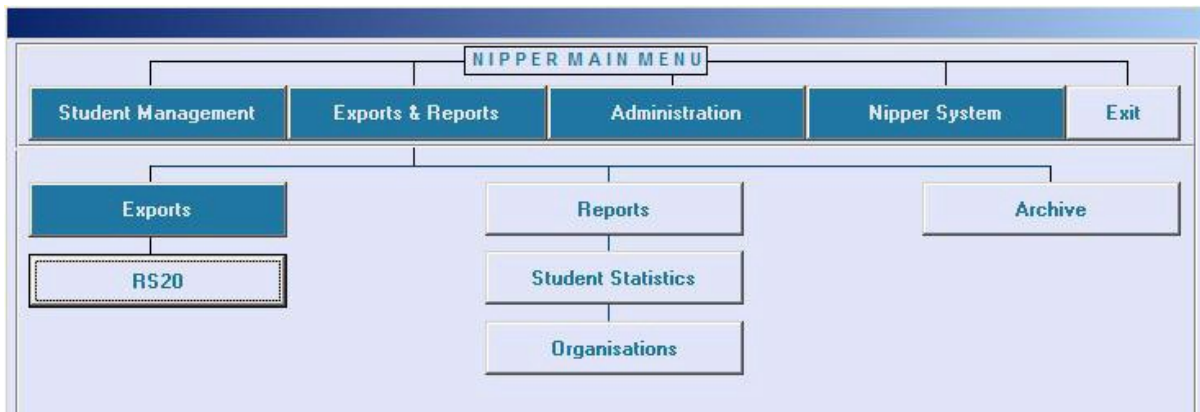 NIPPER MAIN MENU
Student Management Exports & Reports Administration Nipper System Exit
Exports Reports Archive
RS20 Student Statistics
Organisations